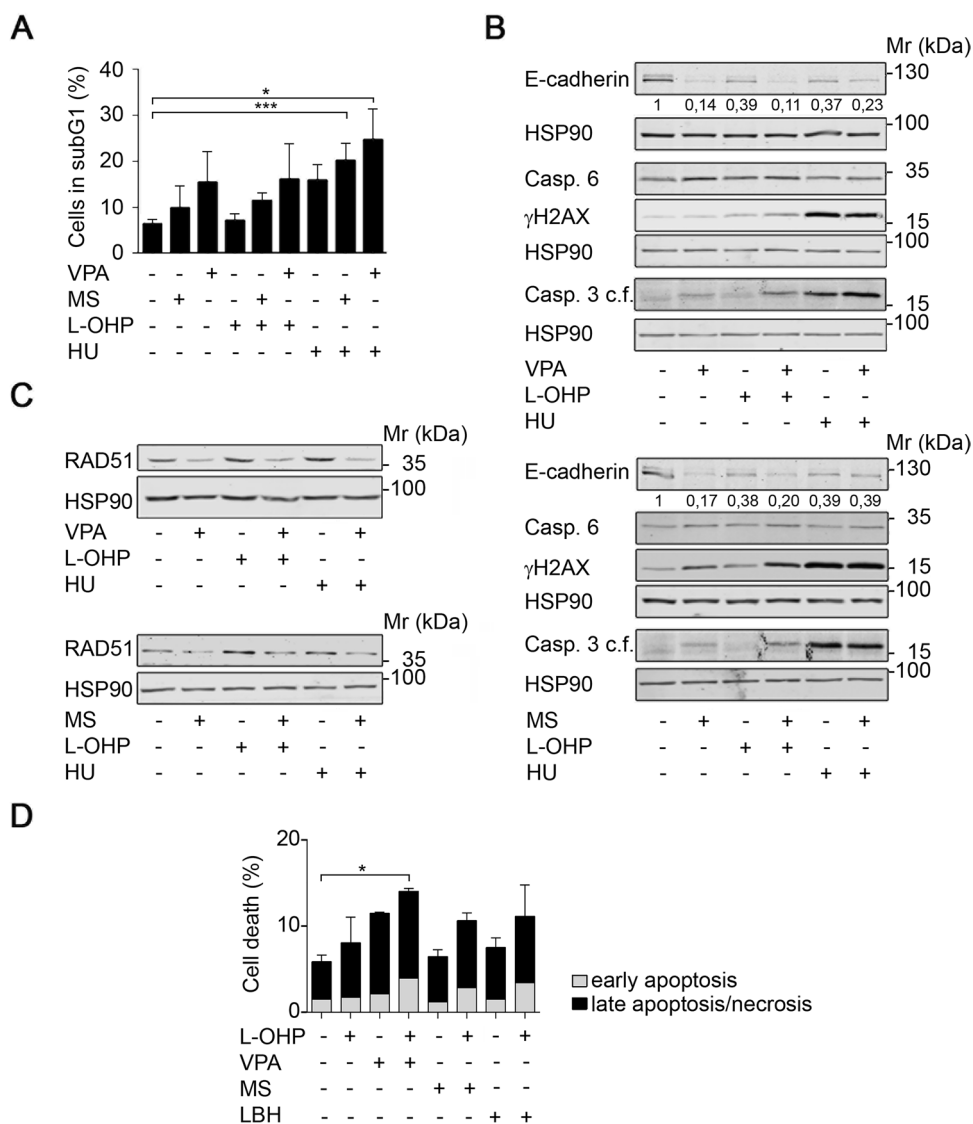 A
Cells in subG1 (%)
40
30
20
10
0
*
***
VPA - - + - - + - - +
MS - + - - + - - + -
L-OHP - - - + + + - - -
HU - - - - - - + + +
B
Mr (kDa)
E-cadherin 130
1 0,14 0,39 0,11 0,37 0,23
HSP90 100
Casp. 6 35
γH2AX 15
HSP90 100
Casp. 3 c.f. 15
HSP90 100
VPA - + - + - +
L-OHP - - + + - -
HU - - - - + +
Mr (kDa)
E-cadherin 130
1 0,17 0,38 0,20 0,39 0,39
Casp. 6 35
γH2AX 15
HSP90 100
Casp. 3 c.f. 15
HSP90 100
MS - + - + - +
L-OHP - - + + - -
HU - - - - + +
C
Mr (kDa)
RAD51 35
HSP90 100
VPA - + - + - +
L-OHP - - + + - -
HU - - - - + +
Mr (kDa)
RAD51 35
HSP90 100
MS - + - + - +
L-OHP - - + + - -
HU - - - - + +
D
Cell death (%)
20
10
0
*
early apoptosis
late apoptosis/necrosis
L-OHP - + - + - + - +
VPA - - + + - - - -
MS - - - - + + - -
LBH - - - - - - + +